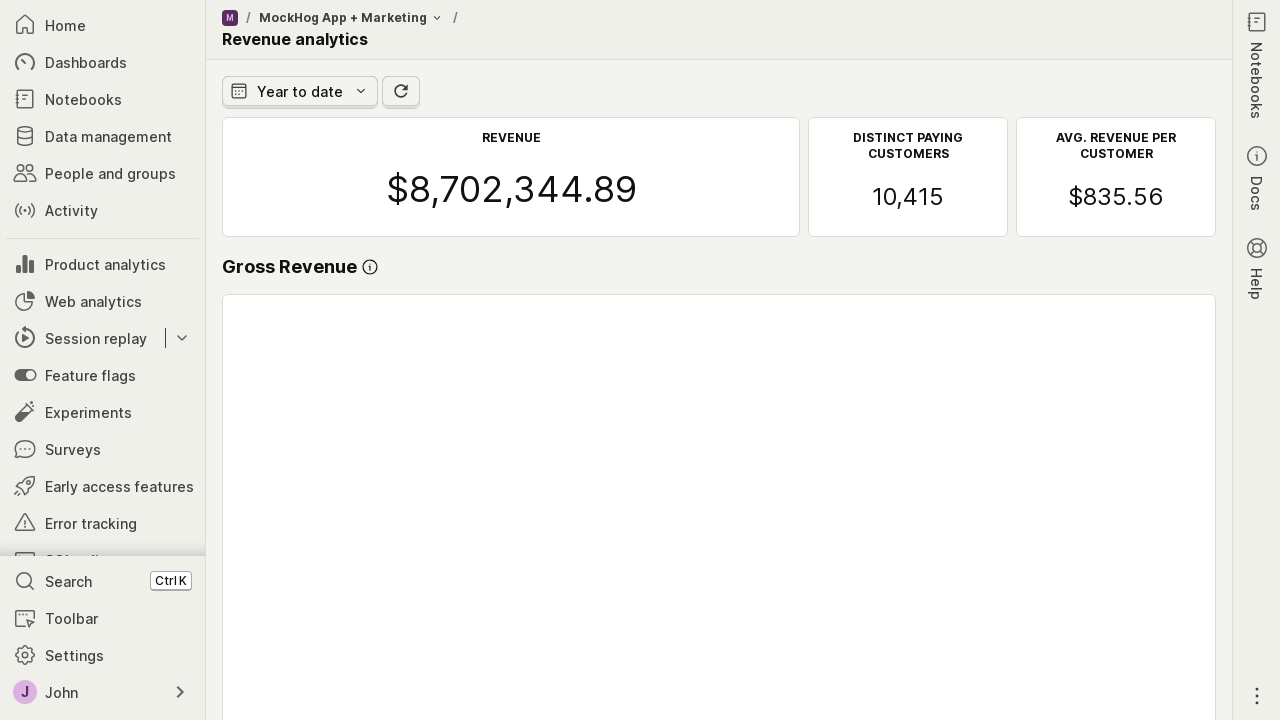 Home
Dashboards
Notebooks
Data management
People and groups
Activity
Product analytics
Web analytics
Session replay
Feature flags
Experiments
Surveys
Early access features
Error tracking
Search Ctrl K
Toolbar
Settings
J John
M / MockHog App + Marketing /
Revenue analytics
Year to date
REVENUE
$8,702,344.89
DISTINCT PAYING
CUSTOMERS
10,415
AVG. REVENUE PER
CUSTOMER
$835.56
Gross Revenue
Notebooks
Docs
Help